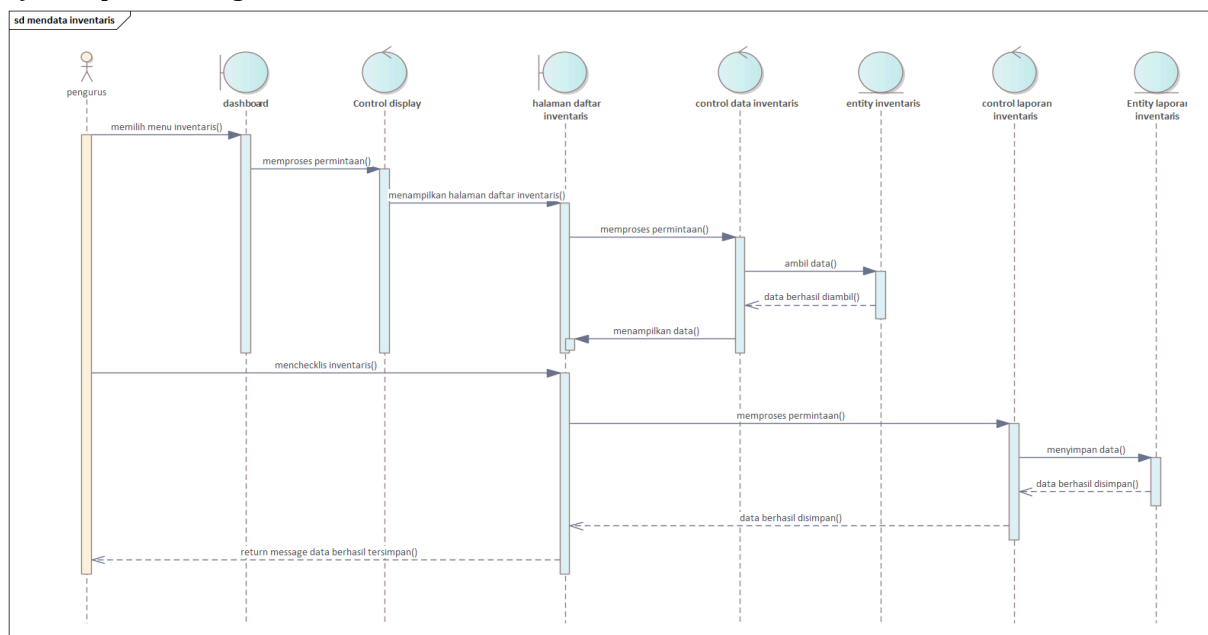 sd mendata inventaris
pengurus
dashboard
Control display
halaman daftar
inventaris
control data inventaris
entity inventaris
control laporan
inventaris
Entity laporan
inventaris
memilih menu inventaris()
memproses permintaan()
menampilkan halaman daftar inventaris()
memproses permintaan()
ambil data()
data berhasil diambil()
menampilkan data()
menchecklis inventaris()
memproses permintaan()
menyimpan data()
data berhasil disimpan()
data berhasil disimpan()
return message data berhasil tersimpan()